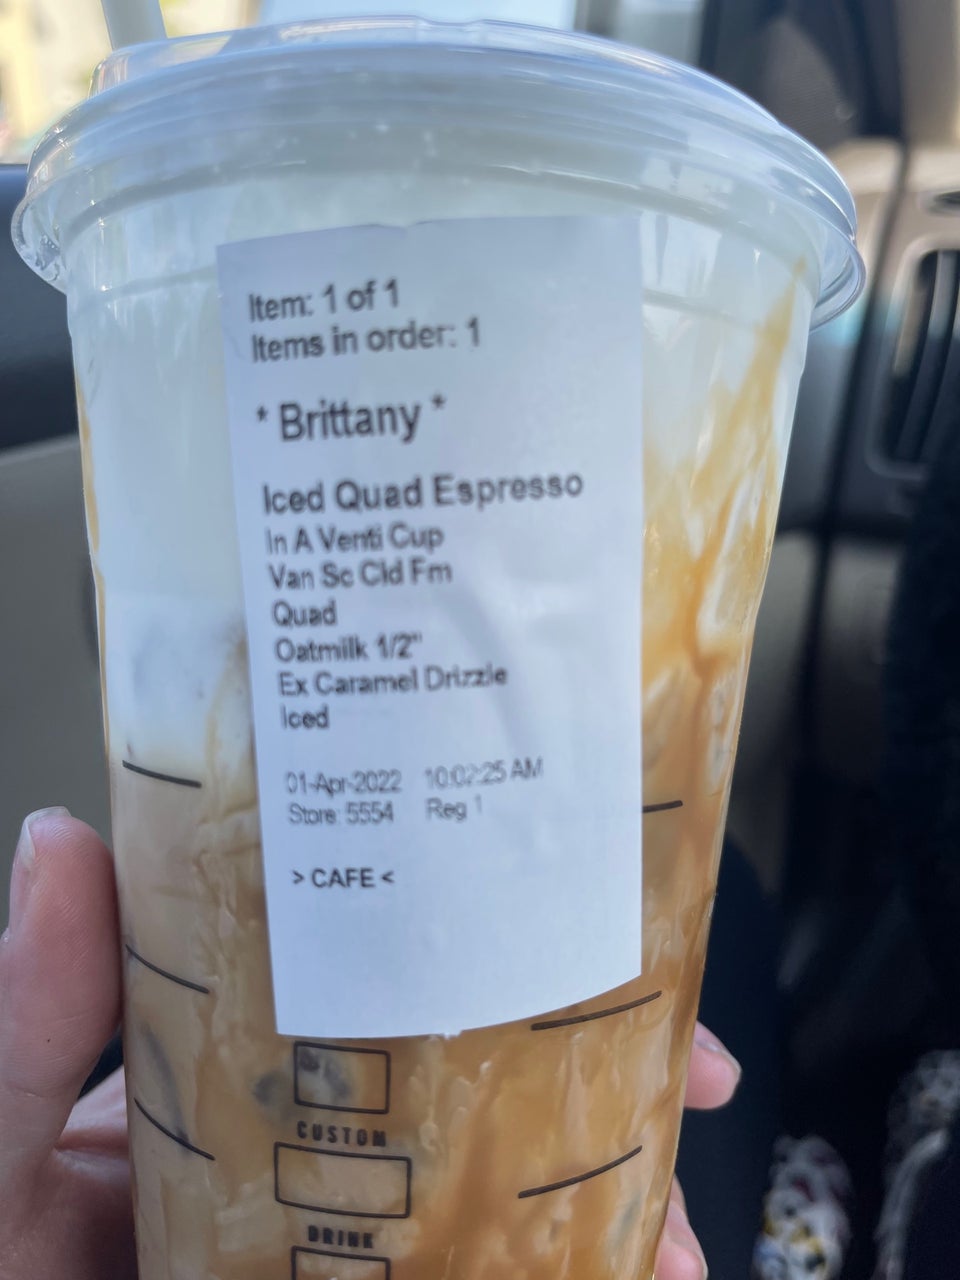 Item: 1 of 1
Items in order: 1
* Brittany *
Iced Quad Espresso
In A Venti Cup
Van Sc Cld Fm
Quad
Oatmilk 1/2"
Ex Caramel Drizzle
Iced
01-Apr-2022 10:02:25 AM
Store: 5554 Reg 1
> CAFE <
CUSTOM
DRINK